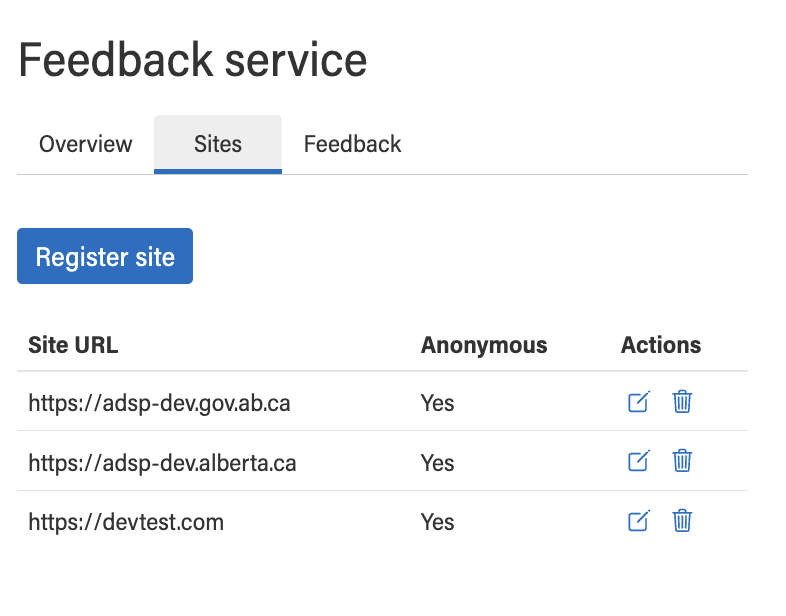 Feedback service
Overview Sites Feedback
Register site
Site URL Anonymous Actions
https://adsp-dev.gov.ab.ca Yes
https://adsp-dev.alberta.ca Yes
https://devtest.com Yes